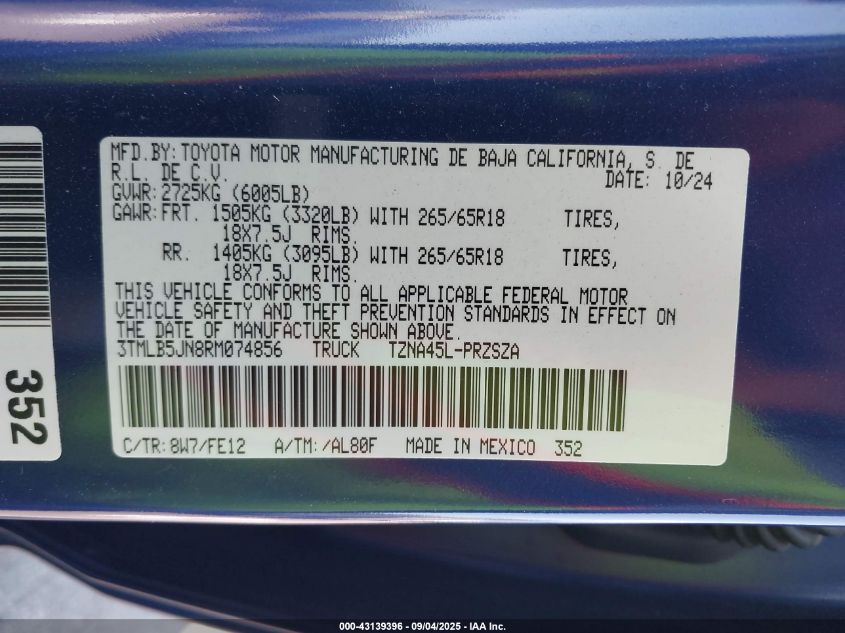 MFD.BY:TOYOTA MOTOR MANUFACTURING DE BAJA CALIFORNIA, S. DE
R.L. DE C.V. DATE: 10/24
GVWR:2725KG (6005LB)
GAWR:FRT. 1505KG (3320LB) WITH 265/65R18 TIRES,
18X7.5J RIMS.
RR. 1405KG (3095LB) WITH 265/65R18 TIRES,
18X7.5J RIMS.
THIS VEHICLE CONFORMS TO ALL APPLICABLE FEDERAL MOTOR
VEHICLE SAFETY AND THEFT PREVENTION STANDARDS IN EFFECT ON
THE DATE OF MANUFACTURE SHOWN ABOVE.
3TMLB5JN8RM074856 TRUCK TZNA45L-PRZSZA
C/TR:8W7/FE12 A/TM:/AL80F MADE IN MEXICO 352
352
000-43139396 - 09/04/2025 - IAA Inc.